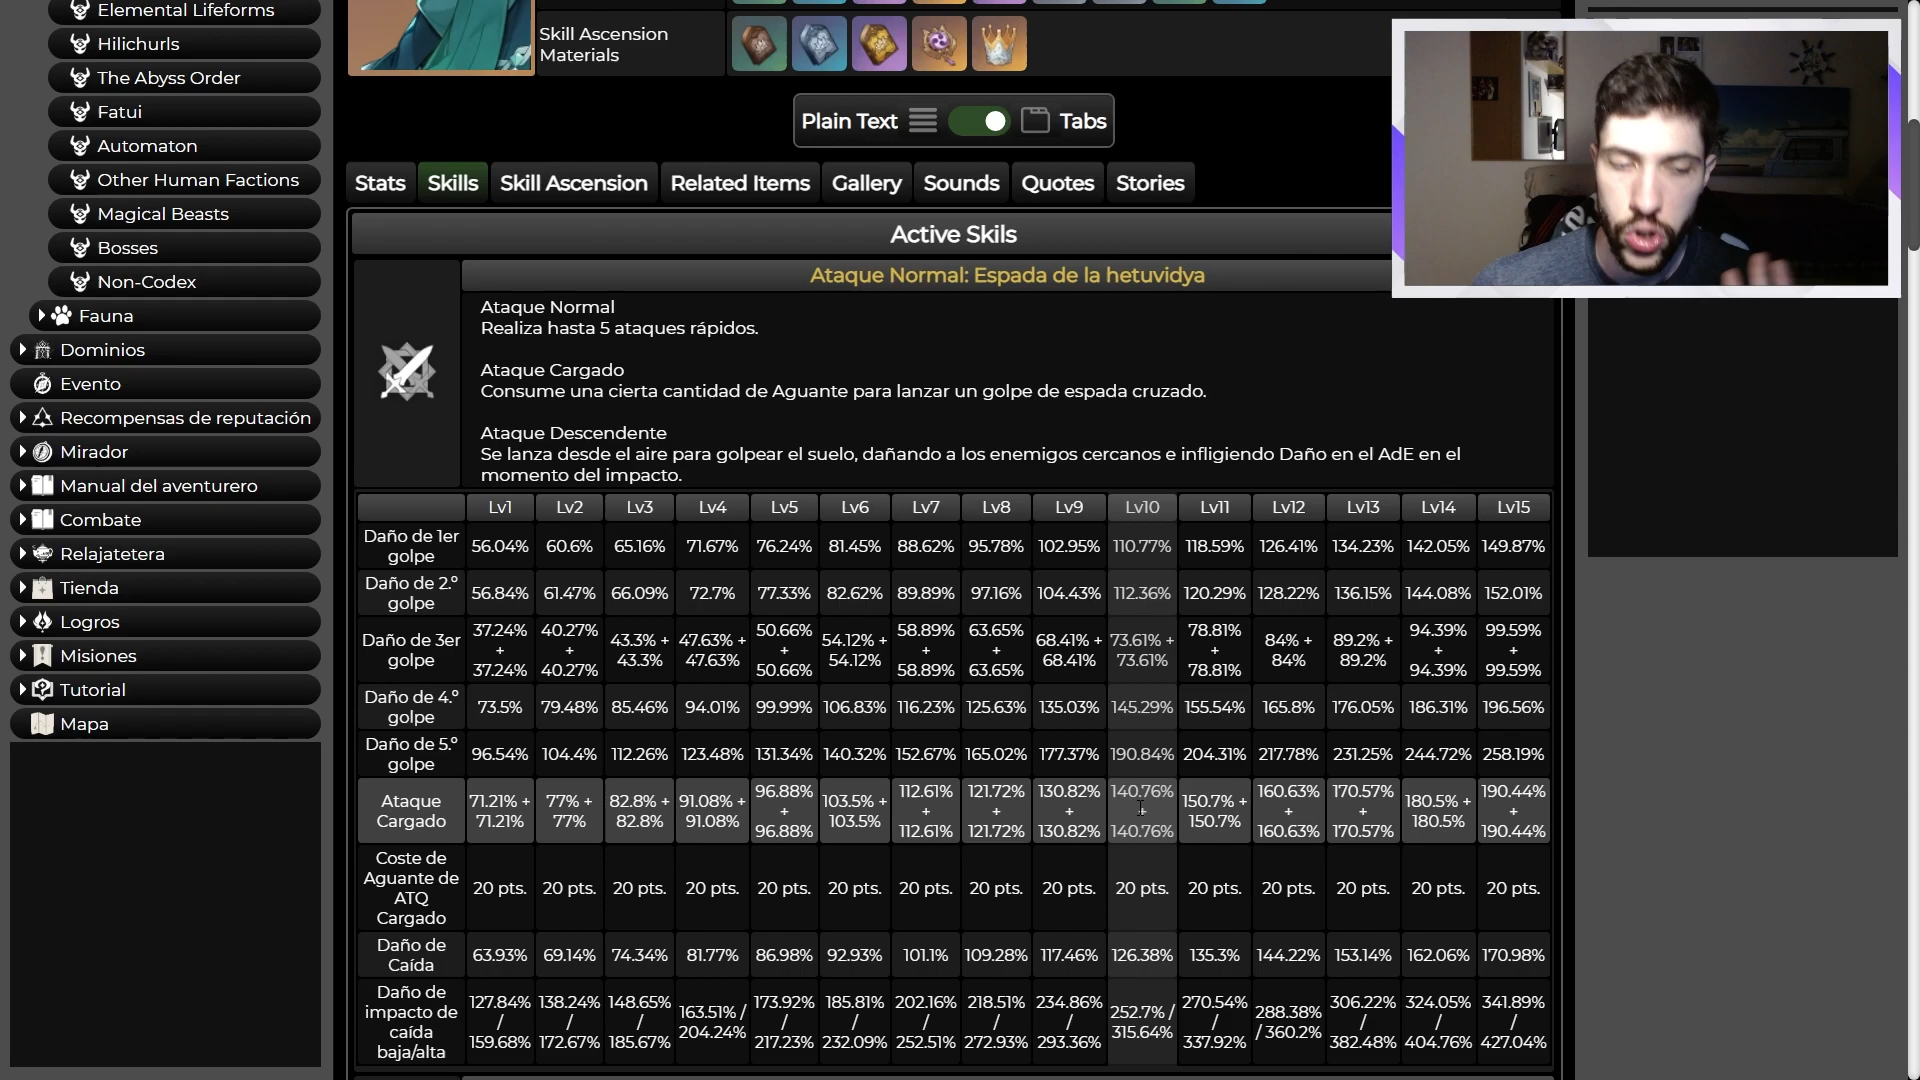 Elemental Lifeforms
Hilichurls
The Abyss Order
Fatui
Automaton
Other Human Factions
Magical Beasts
Bosses
Non-Codex
Fauna
Dominios
Evento
Recompensas de reputación
Mirador
Manual del aventurero
Combate
Relajatetera
Tienda
Logros
Misiones
Tutorial
Mapa
Skill Ascension
Materials
Plain Text Tabs
Stats Skills Skill Ascension Related Items Gallery Sounds Quotes Stories
Active Skils
Ataque Normal: Espada de la hetuvidya
Ataque Normal
Realiza hasta 5 ataques rápidos.
Ataque Cargado
Consume una cierta cantidad de Aguante para lanzar un golpe de espada cruzado.
Ataque Descendente
Se lanza desde el aire para golpear el suelo, dañando a los enemigos cercanos e infligiendo Daño en el AdE en el
momento del impacto.
Lv1 Lv2 Lv3 Lv4 Lv5 Lv6 Lv7 Lv8 Lv9 Lv10 Lv11 Lv12 Lv13 Lv14 Lv15
Daño de 1er
golpe
56.04% 60.6% 65.16% 71.67% 76.24% 81.45% 88.62% 95.78% 102.95% 110.77% 118.59% 126.41% 134.23% 142.05% 149.87%
Daño de 2.º
golpe
56.84% 61.47% 66.09% 72.7% 77.33% 82.62% 89.89% 97.16% 104.43% 112.36% 120.29% 128.22% 136.15% 144.08% 152.01%
Daño de 3er
golpe
37.24%
+
37.24%
40.27%
+
40.27%
43.3% +
43.3%
47.63% +
47.63%
50.66%
+
50.66%
54.12% +
54.12%
58.89%
+
58.89%
63.65%
+
63.65%
68.41% +
68.41%
73.61% +
73.61%
78.81%
+
78.81%
84% +
84%
89.2% +
89.2%
94.39%
+
94.39%
99.59%
+
99.59%
Daño de 4.º
golpe
73.5% 79.48% 85.46% 94.01% 99.99% 106.83% 116.23% 125.63% 135.03% 145.29% 155.54% 165.8% 176.05% 186.31% 196.56%
Daño de 5.º
golpe
96.54% 104.4% 112.26% 123.48% 131.34% 140.32% 152.67% 165.02% 177.37% 190.84% 204.31% 217.78% 231.25% 244.72% 258.19%
Ataque
Cargado
71.21% +
71.21%
77% +
77%
82.8% +
82.8%
91.08% +
91.08%
96.88%
+
96.88%
103.5% +
103.5%
112.61%
+
112.61%
121.72%
+
121.72%
130.82%
+
130.82%
140.76%
+
140.76%
150.7% +
150.7%
160.63%
+
160.63%
170.57%
+
170.57%
180.5% +
180.5%
190.44%
+
190.44%
Coste de
Aguante de
ATQ
Cargado
20 pts. 20 pts. 20 pts. 20 pts. 20 pts. 20 pts. 20 pts. 20 pts. 20 pts. 20 pts. 20 pts. 20 pts. 20 pts. 20 pts. 20 pts.
Daño de
Caída
63.93% 69.14% 74.34% 81.77% 86.98% 92.93% 101.1% 109.28% 117.46% 126.38% 135.3% 144.22% 153.14% 162.06% 170.98%
Daño de
impacto de
caída
baja/alta
127.84%
/
159.68%
138.24%
/
172.67%
148.65%
/
185.67%
163.51% /
204.24%
173.92%
/
217.23%
185.81%
/
232.09%
202.16%
/
252.51%
218.51%
/
272.93%
234.86%
/
293.36%
252.7% /
315.64%
270.54%
/
337.92%
288.38%
/ 360.2%
306.22%
/
382.48%
324.05%
/
404.76%
341.89%
/
427.04%